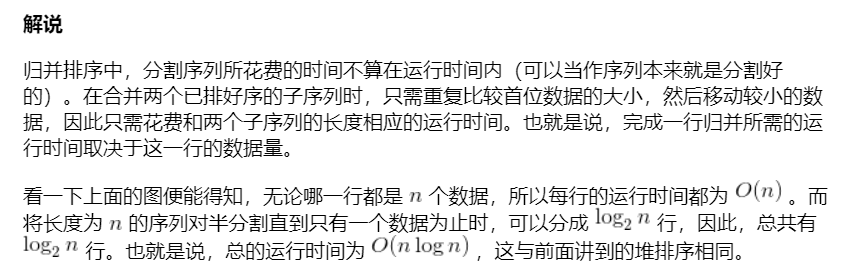 解说
归并排序中，分割序列所花费的时间不算在运行时间内（可以当作序列本来就是分割好
的）。在合并两个已排好序的子序列时，只需重复比较首位数据的大小，然后移动较小的数
据，因此只需花费和两个子序列的长度相应的运行时间。也就是说，完成一行归并所需的运
行时间取决于这一行的数据量。
看一下上面的图便能得知，无论哪一行都是 n 个数据，所以每行的运行时间都为 O(n) 。而
将长度为 n 的序列对半分割直到只有一个数据为止时，可以分成 log₂ n 行，因此，总共有
log₂ n 行。也就是说，总的运行时间为 O(n log n) ，这与前面讲到的堆排序相同。